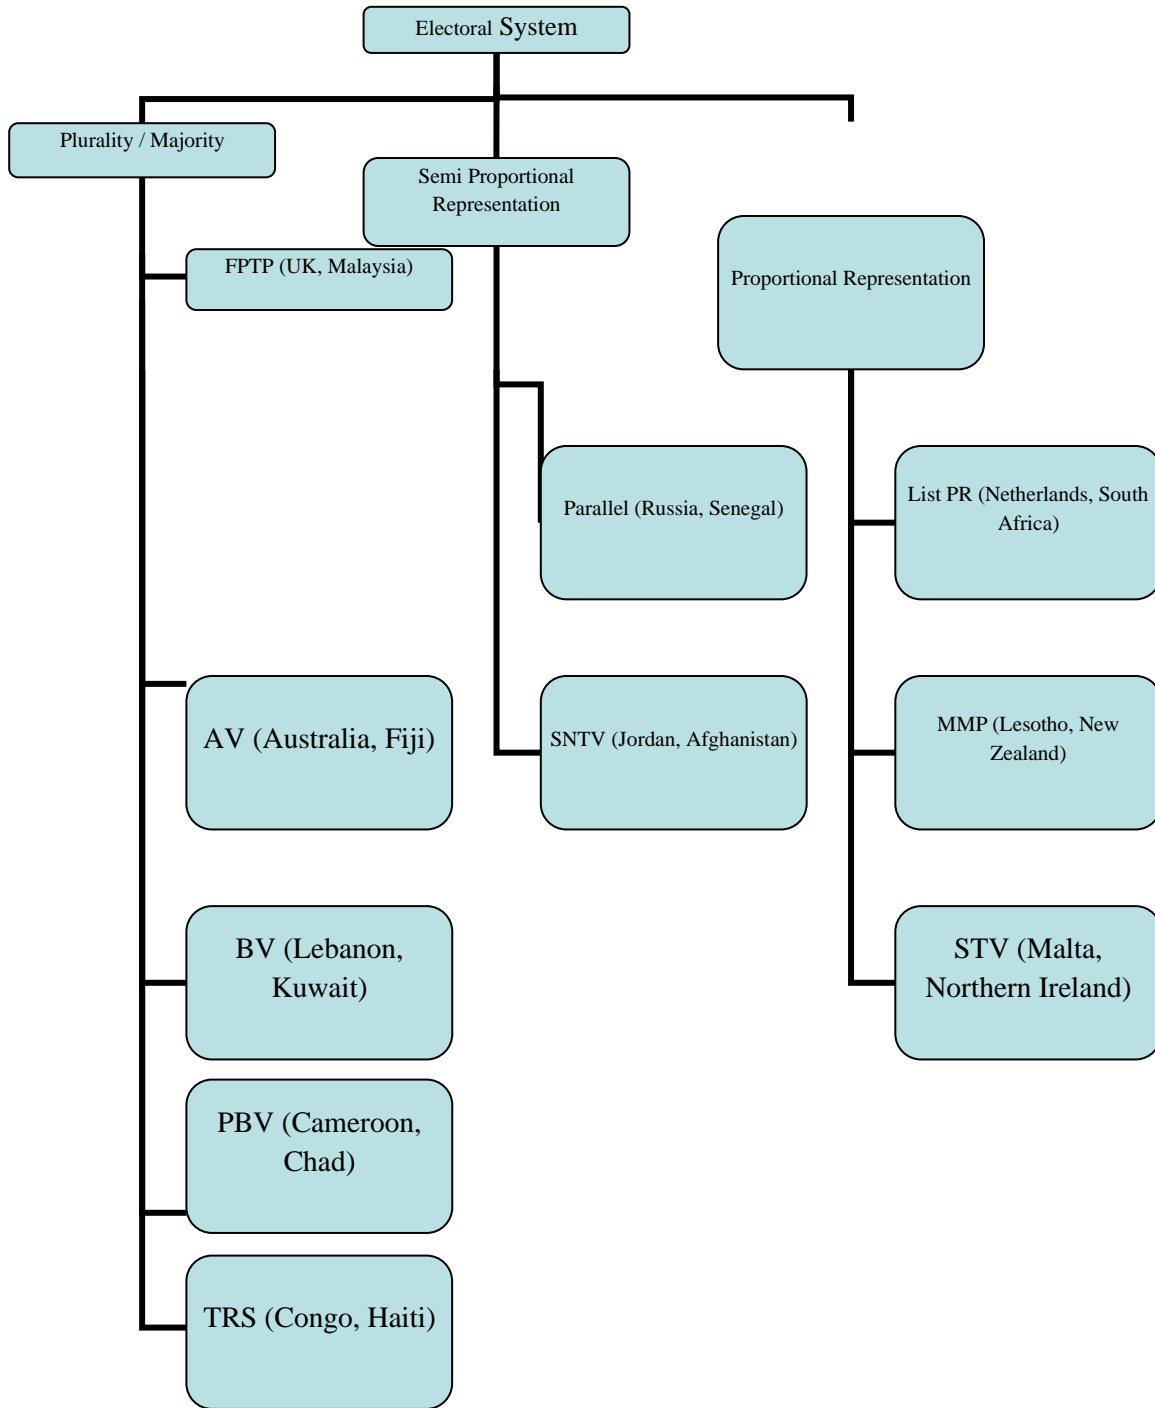 Electoral System
Plurality / Majority
Semi Proportional
Representation
Proportional Representation
FPTP (UK, Malaysia)
AV (Australia, Fiji)
BV (Lebanon,
Kuwait)
PBV (Cameroon,
Chad)
TRS (Congo, Haiti)
Parallel (Russia, Senegal)
SNTV (Jordan, Afghanistan)
List PR (Netherlands, South
Africa)
MMP (Lesotho, New
Zealand)
STV (Malta,
Northern Ireland)